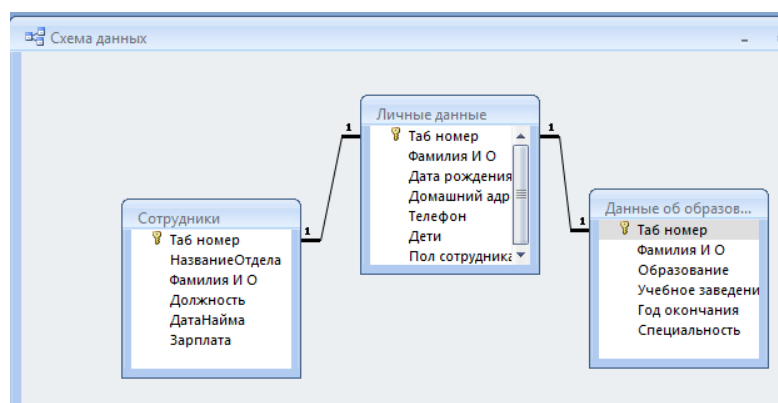 Схема данных
Личные данные
Таб номер
Фамилия И О
Дата рождения
Домашний адр
Телефон
Дети
Пол сотрудника
1
1
Сотрудники
Таб номер
НазваниеОтдела
Фамилия И О
Должность
ДатаНайма
Зарплата
1
Данные об образов...
Таб номер
Фамилия И О
Образование
Учебное заведени
Год окончания
Специальность
1